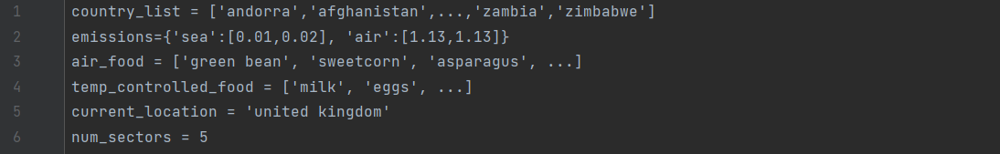 1 country_list = ['andorra','afghanistan',...,'zambia','zimbabwe']
2 emissions={'sea':[0.01,0.02], 'air':[1.13,1.13]}
3 air_food = ['green bean', 'sweetcorn', 'asparagus', ...]
4 temp_controlled_food = ['milk', 'eggs', ...]
5 current_location = 'united kingdom'
6 num_sectors = 5